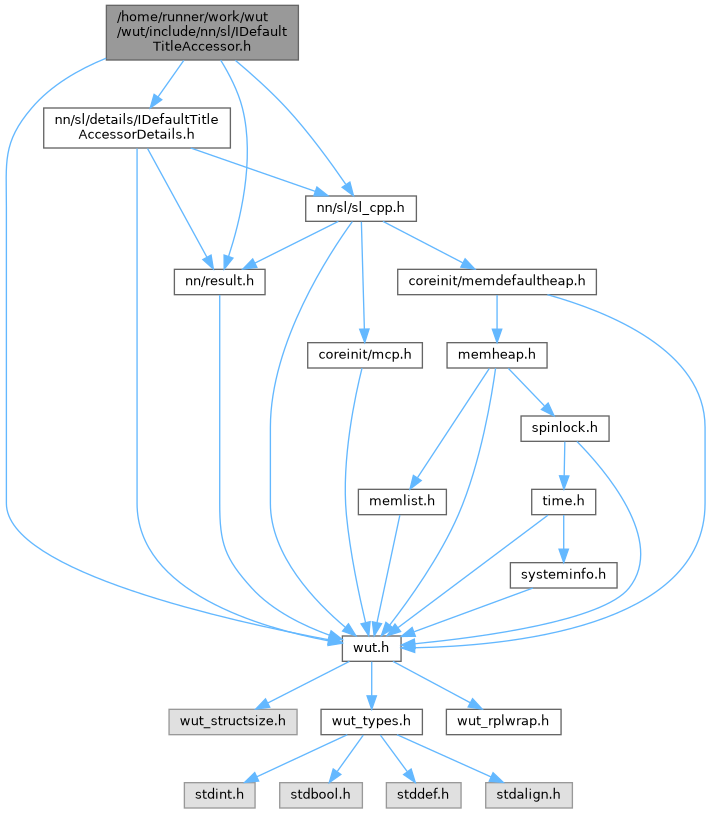 /home/runner/work/wut
/wut/include/nn/sl/IDefault
TitleAccessor.h
nn/sl/details/IDefaultTitle
AccessorDetails.h
nn/sl/sl_cpp.h
nn/result.h
coreinit/memdefaultheap.h
coreinit/mcp.h
memheap.h
spinlock.h
memlist.h
time.h
systeminfo.h
wut.h
wut_structsize.h
wut_types.h
wut_rplwrap.h
stdint.h
stdbool.h
stddef.h
stdalign.h